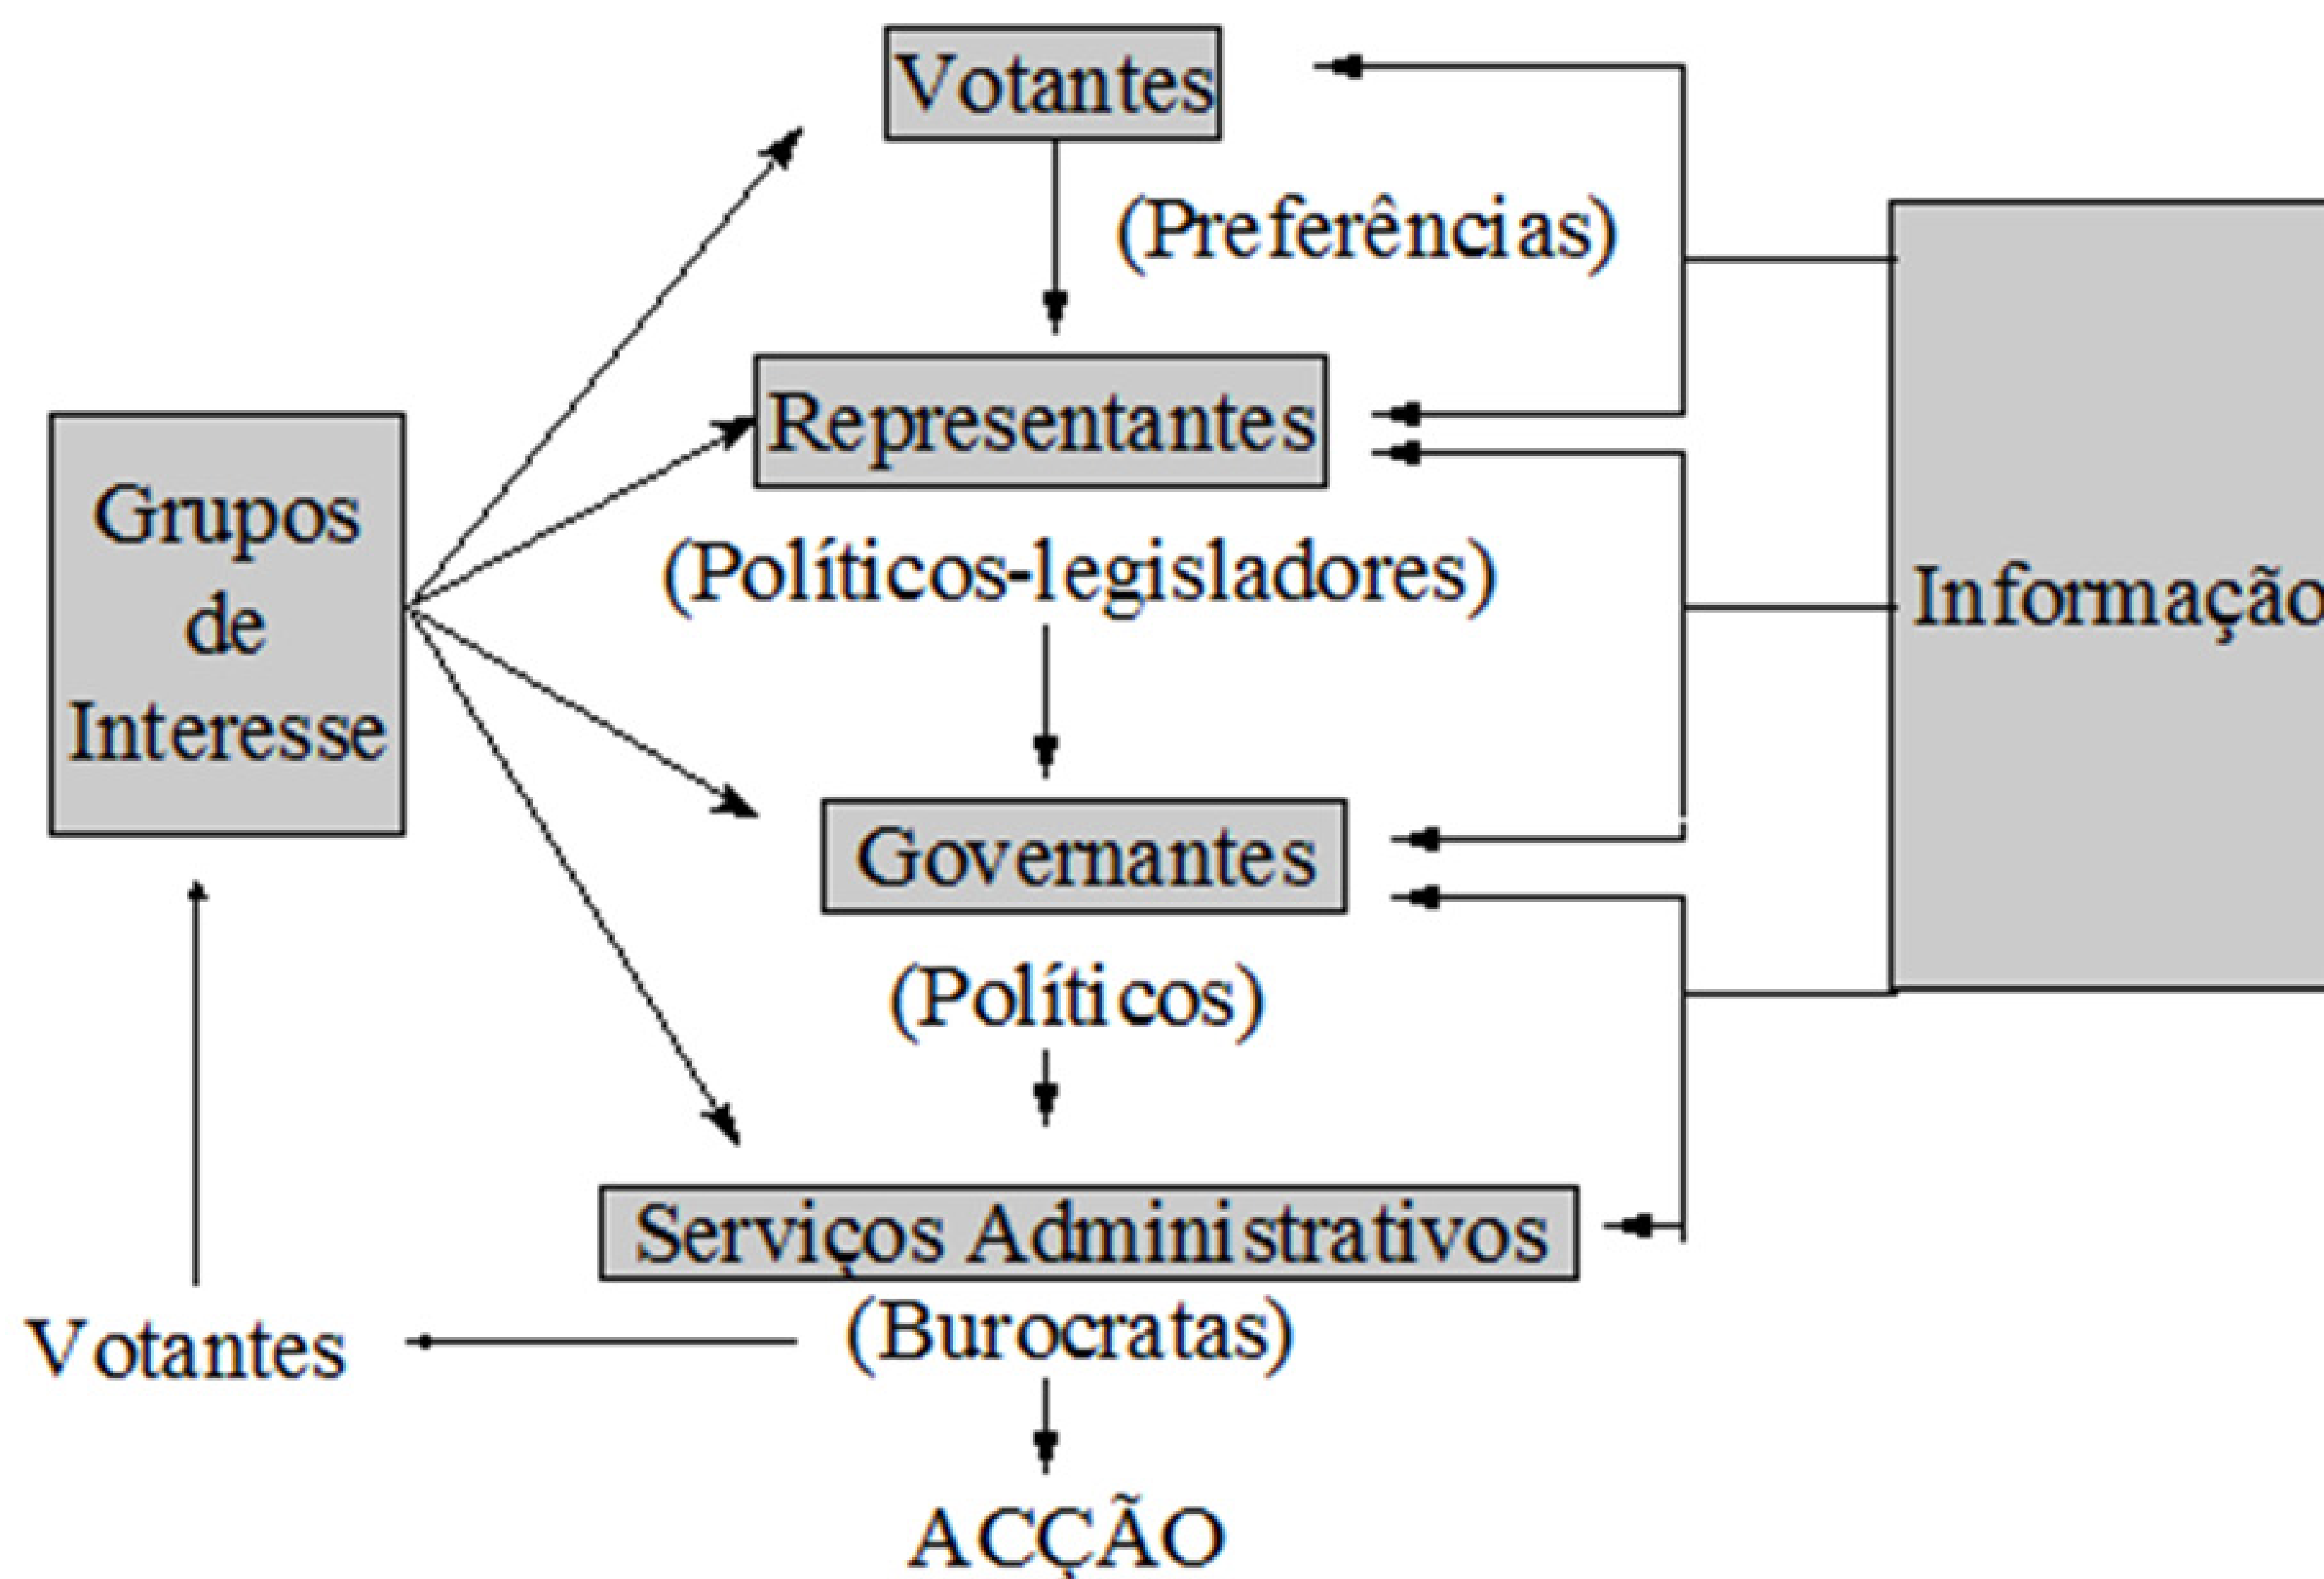 Votantes
(Preferências)
Representantes
(Políticos-legisladores)
Grupos
de
Interesse
Informação
Governantes
(Políticos)
Serviços Administrativos
(Burocratas)
Votantes
ACÇÃO